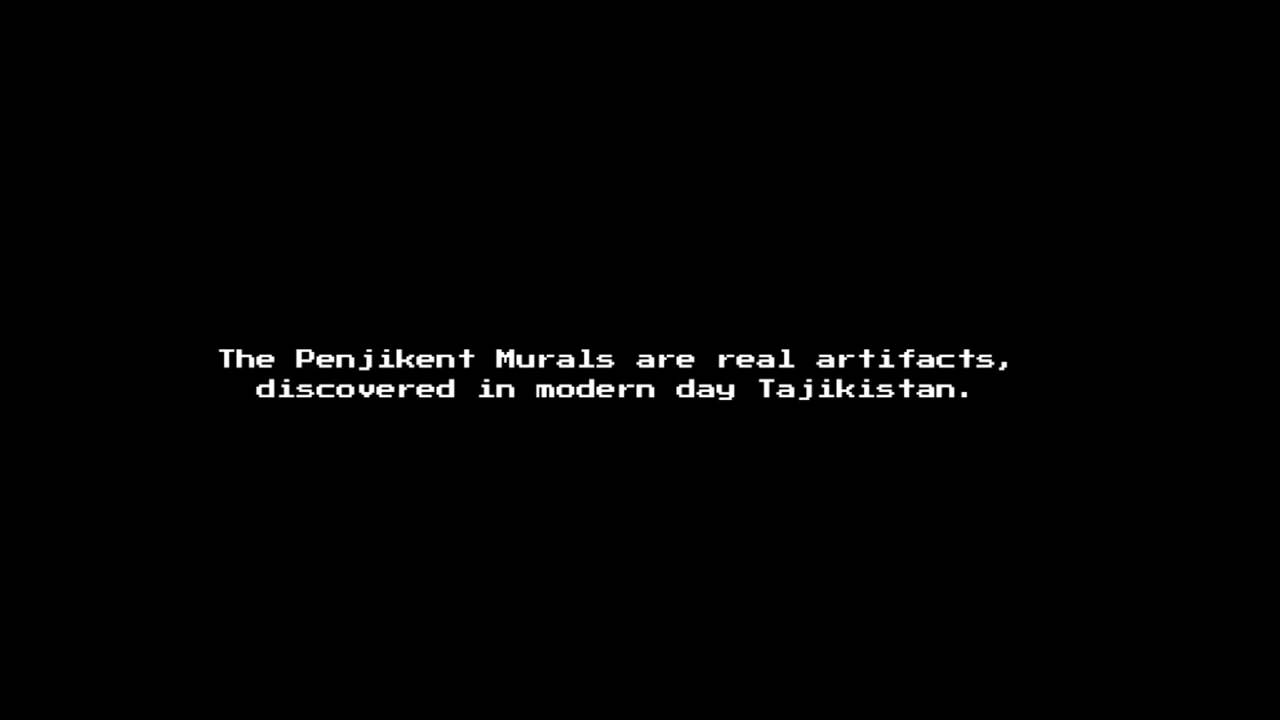 The Penjikent Murals are real artifacts,
discovered in modern day Tajikistan.